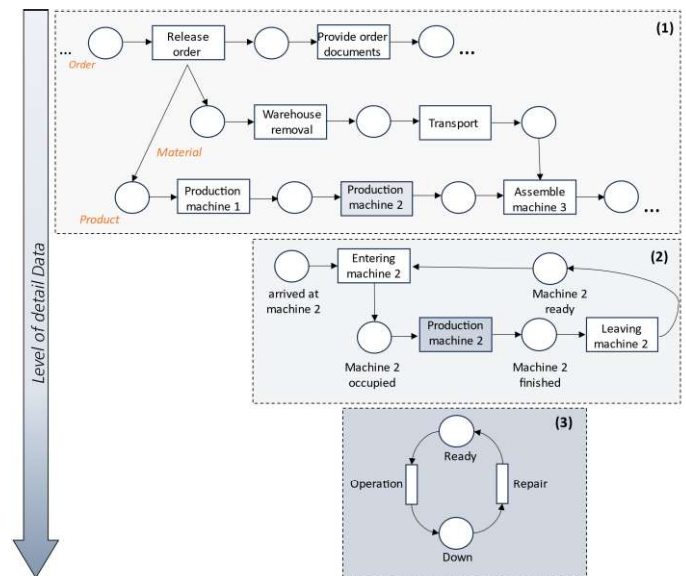 (1)
...
Release
order
Provide order
documents
...
Order
Warehouse
removal
Transport
Material
Production
machine 1
Production
machine 2
Assemble
machine 3
...
Product
(2)
Entering
machine 2
arrived at
machine 2
Machine 2
ready
Production
machine 2
Leaving
machine 2
Machine 2
occupied
Machine 2
finished
(3)
Ready
Operation
Repair
Down
Level of detail Data